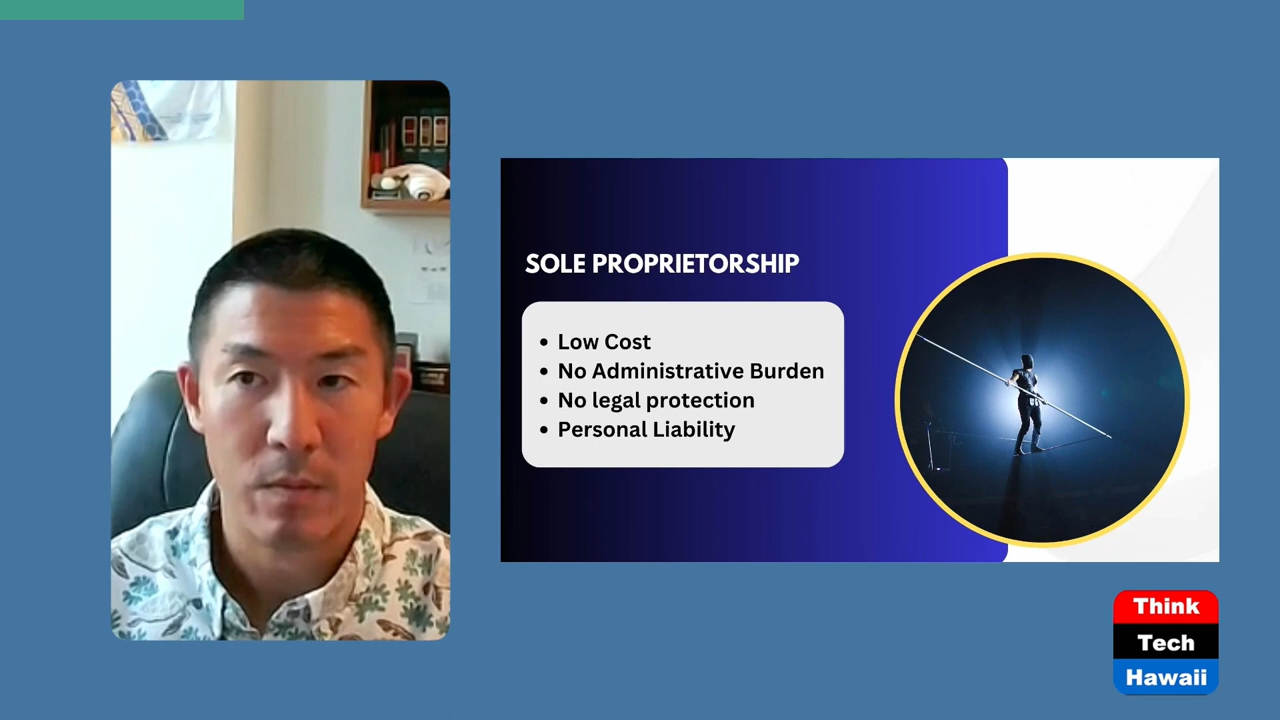 SOLE PROPRIETORSHIP
• Low Cost
• No Administrative Burden
• No legal protection
• Personal Liability
Think
Tech
Hawaii